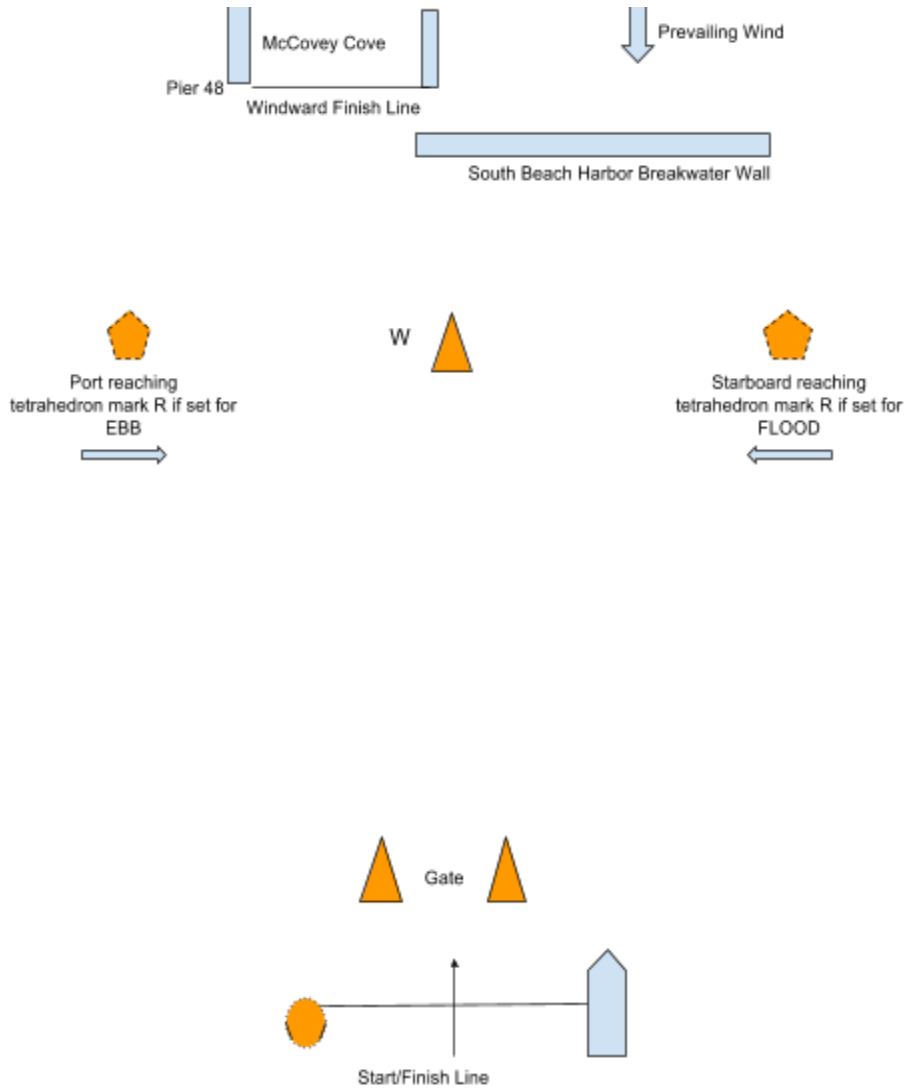 McCovey Cove
Prevailing Wind
Pier 48
Windward Finish Line
South Beach Harbor Breakwater Wall
W
Port reaching
tetrahedron mark R if set for
EBB
Starboard reaching
tetrahedron mark R if set for
FLOOD
Gate
Start/Finish Line